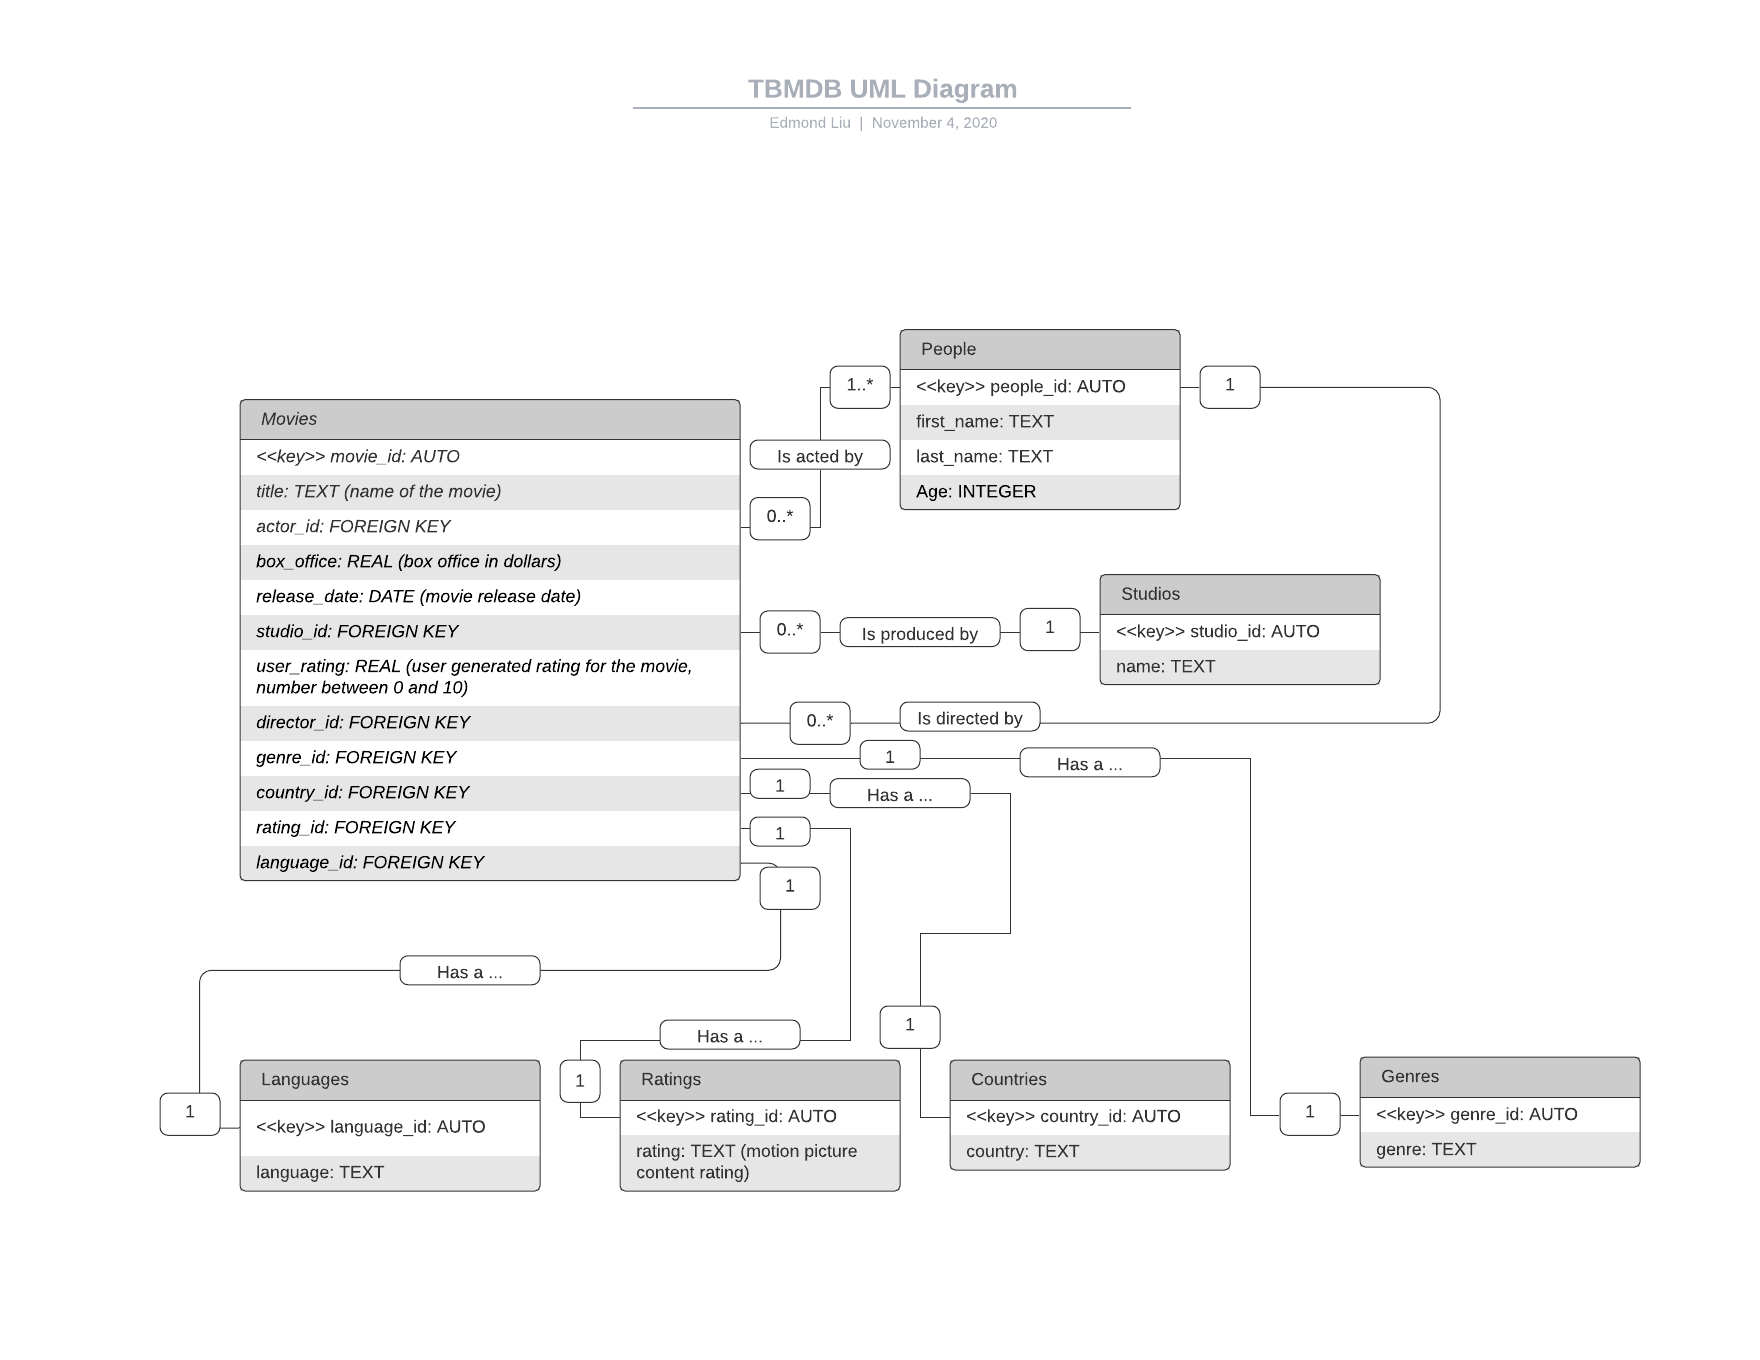 TBMDB UML Diagram
Edmond Liu | November 4, 2020
People
<<key>> people_id: AUTO
first_name: TEXT
last_name: TEXT
Age: INTEGER
1..*
1
Is acted by
0..*
Movies
<<key>> movie_id: AUTO
title: TEXT (name of the movie)
actor_id: FOREIGN KEY
box_office: REAL (box office in dollars)
release_date: DATE (movie release date)
studio_id: FOREIGN KEY
user_rating: REAL (user generated rating for the movie,
number between 0 and 10)
director_id: FOREIGN KEY
genre_id: FOREIGN KEY
country_id: FOREIGN KEY
rating_id: FOREIGN KEY
language_id: FOREIGN KEY
0..*
Is produced by
1
Studios
<<key>> studio_id: AUTO
name: TEXT
0..*
Is directed by
1
Has a ...
1
Has a ...
1
1
Has a ...
Has a ...
1
1
1
1
Languages
<<key>> language_id: AUTO
language: TEXT
Ratings
<<key>> rating_id: AUTO
rating: TEXT (motion picture
content rating)
Countries
<<key>> country_id: AUTO
country: TEXT
Genres
<<key>> genre_id: AUTO
genre: TEXT